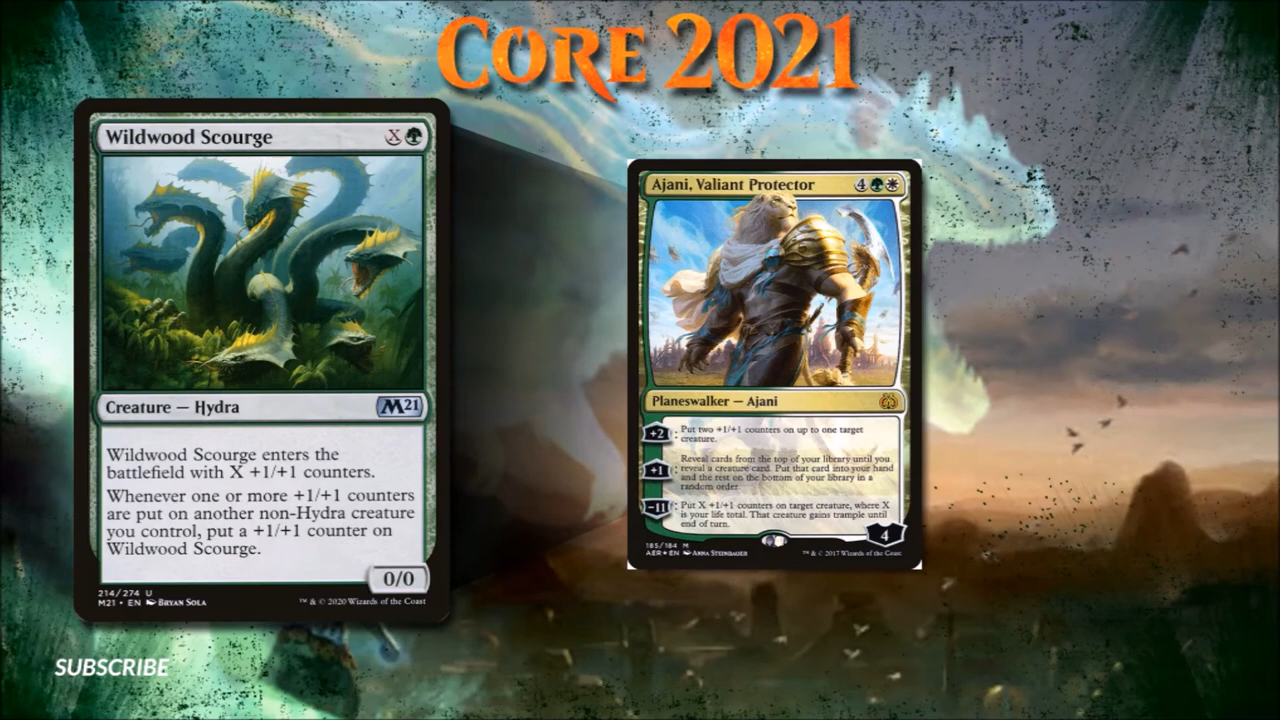 CORE 2021
Wildwood Scourge X
Creature — Hydra M21
Wildwood Scourge enters the
battlefield with X +1/+1 counters.
Whenever one or more +1/+1 counters
are put on another non-Hydra creature
you control, put a +1/+1 counter on
Wildwood Scourge.
0/0
214/274 U
M21 • EN BRYAN SOLA ™ & © 2020 Wizards of the Coast
Ajani, Valiant Protector 4
Planeswalker — Ajani
+2 : Put two +1/+1 counters on up to one target
creature.
Reveal cards from the top of your library until you
+1 : reveal a creature card. Put that card into your hand
and the rest on the bottom of your library in a
random order.
−11 : Put X +1/+1 counters on target creature, where X
is your life total. That creature gains trample until
end of turn.
4
185/184 M
AER • EN ANNA STEINBAUER ™ & © 2017 Wizards of the Coast
SUBSCRIBE